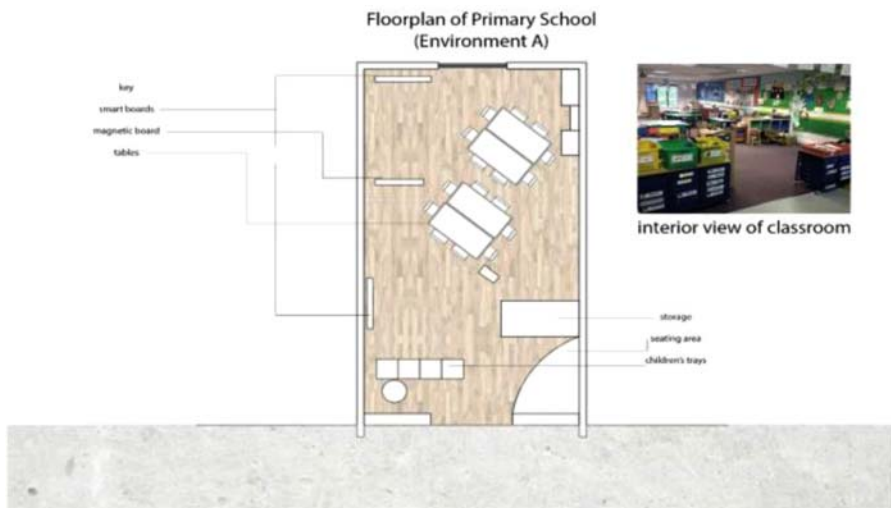 Floorplan of Primary School
(Environment A)
key
smart boards
magnetic board
tables
interior view of classroom
storage
seating area
children's trays